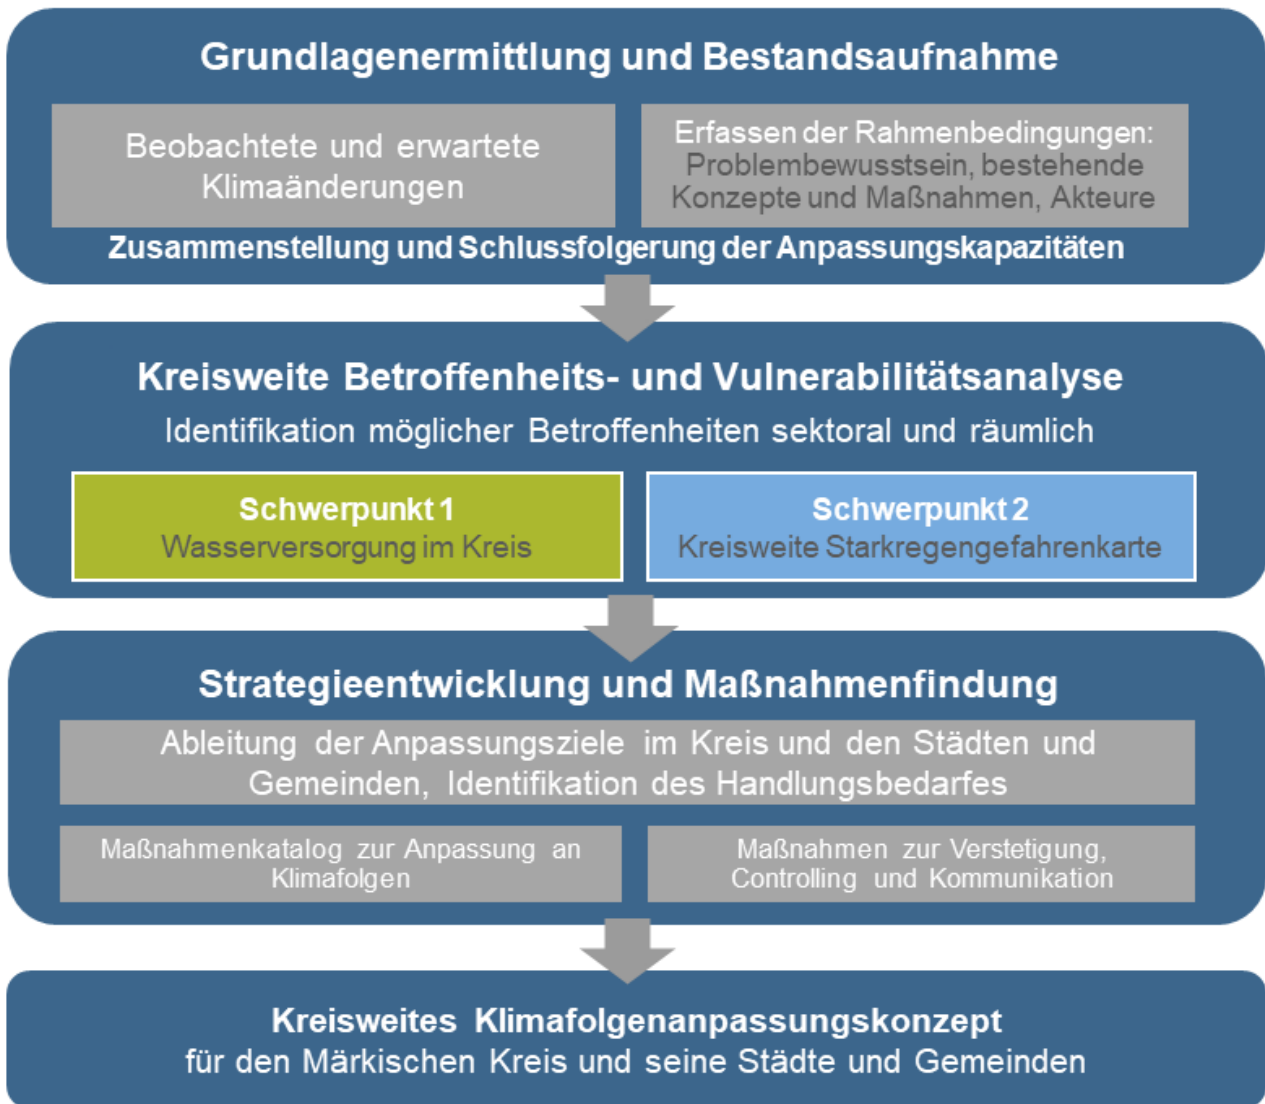 Grundlagenermittlung und Bestandsaufnahme
Beobachtete und erwartete
Klimaänderungen
Erfassen der Rahmenbedingungen:
Problembewusstsein, bestehende
Konzepte und Maßnahmen, Akteure
Zusammenstellung und Schlussfolgerung der Anpassungskapazitäten
Kreisweite Betroffenheits- und Vulnerabilitätsanalyse
Identifikation möglicher Betroffenheiten sektoral und räumlich
Schwerpunkt 1
Wasserversorgung im Kreis
Schwerpunkt 2
Kreisweite Starkregengefahrenkarte
Strategieentwicklung und Maßnahmenfindung
Ableitung der Anpassungsziele im Kreis und den Städten und
Gemeinden, Identifikation des Handlungsbedarfes
Maßnahmenkatalog zur Anpassung an
Klimafolgen
Maßnahmen zur Verstetigung,
Controlling und Kommunikation
Kreisweites Klimafolgenanpassungskonzept
für den Märkischen Kreis und seine Städte und Gemeinden